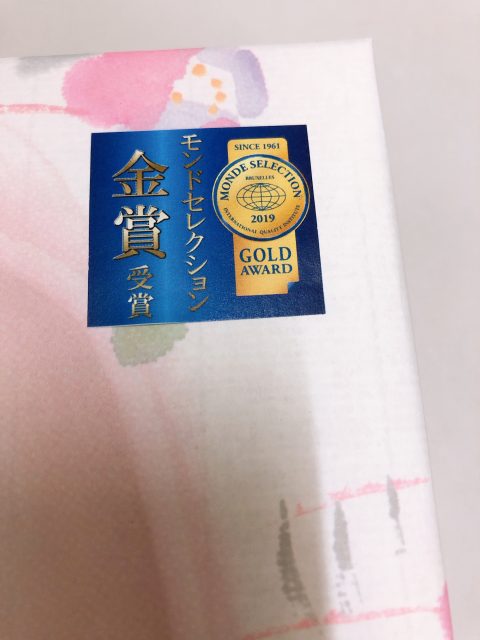 モンドセレクション
金賞受賞
SINCE 1961
MONDE SELECTION
BRUXELLES
2019
INTERNATIONAL QUALITY INSTITUTE
GOLD
AWARD